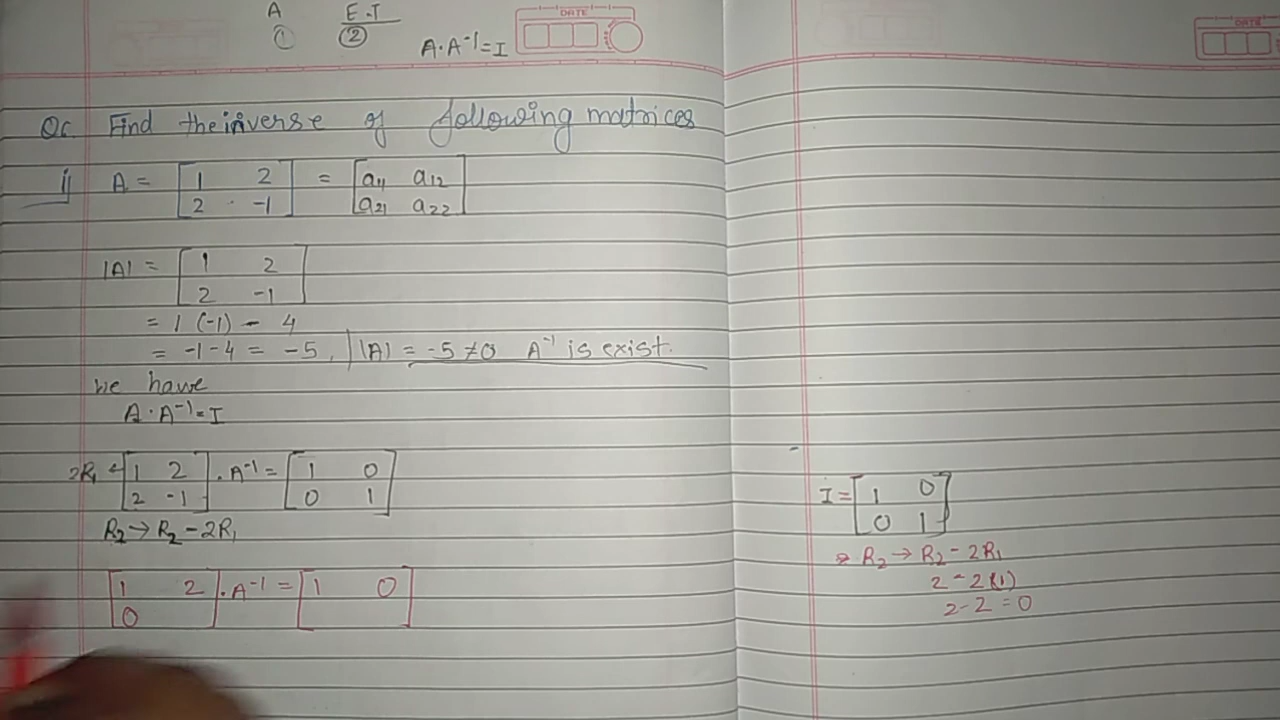 A E.T
① ② A·A⁻¹=I DATE
DATE
Qc. Find the inverse of following matrices
i) A = [1 2 = [a₁₁ a₁₂
2 -1] a₂₁ a₂₂]
|A| = [1 2
2 -1]
= 1 (-1) - 4
= -1-4 = -5, |A| = -5 ≠ 0 A⁻¹ is exist.
we have
A·A⁻¹=I
2R₁ [1 2 . A⁻¹ = [1 0
2 -1] 0 1]
R₂→R₂-2R₁
[1 2 ].A⁻¹ = [1 0 ]
0
I = [1 0
0 1]
R₂→R₂-2R₁
2-2(1)
2-2=0